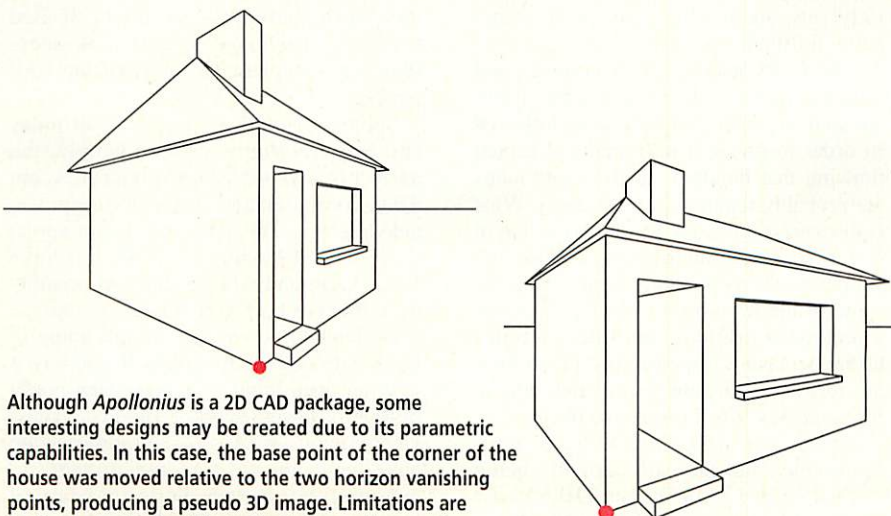 Although Apollonius is a 2D CAD package, some
interesting designs may be created due to its parametric
capabilities. In this case, the base point of the corner of the
house was moved relative to the two horizon vanishing
points, producing a pseudo 3D image. Limitations are